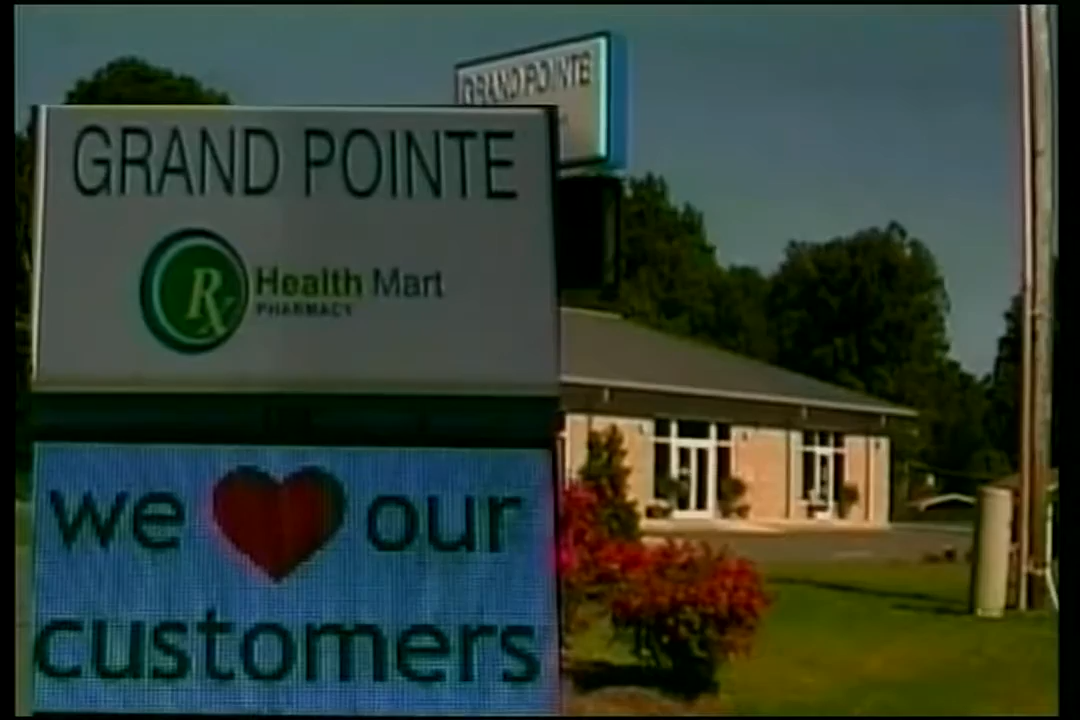 GRAND POINTE
GRAND POINTE
Rx Health Mart
PHARMACY
we ❤ our
customers